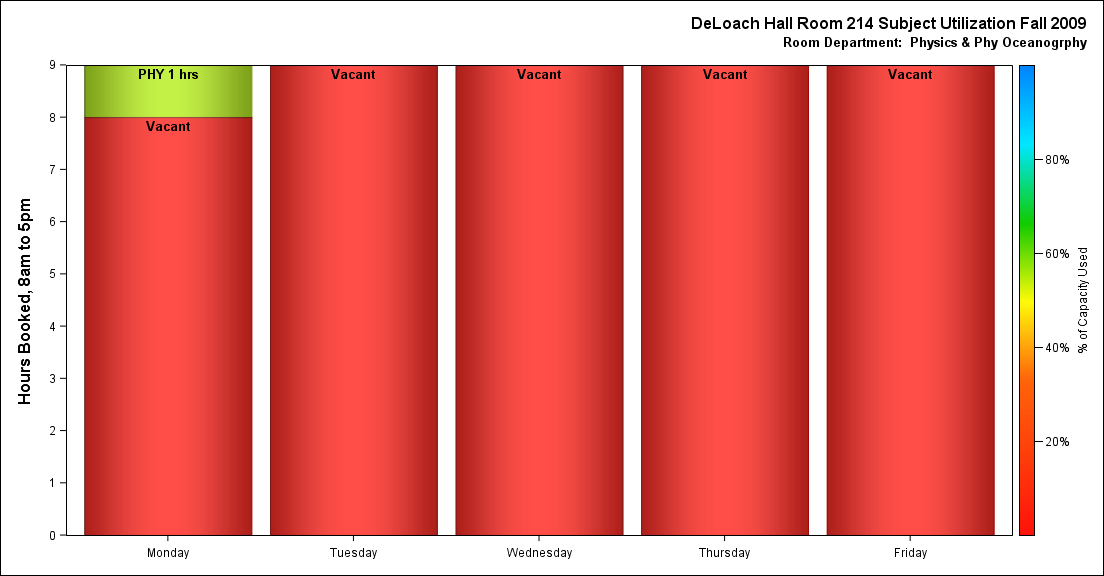 DeLoach Hall Room 214 Subject Utilization Fall 2009
Room Department:  Physics & Phy Oceanogrphy
Hours Booked, 8am to 5pm
9
8
7
6
5
4
3
2
1
0
PHY 1 hrs
Vacant
Vacant
Vacant
Vacant
Vacant
Monday
Tuesday
Wednesday
Thursday
Friday
80%
60%
40%
20%
% of Capacity Used